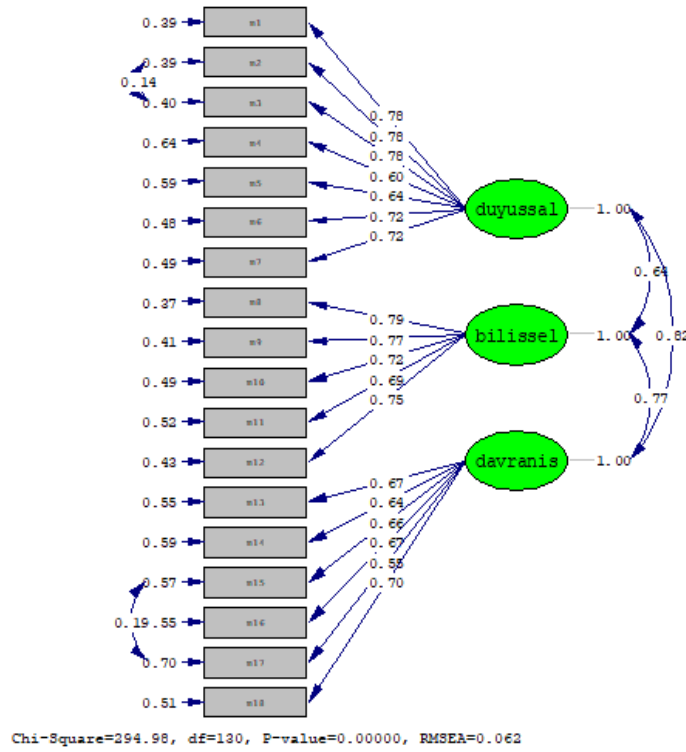 0.39 m1
0.39 m2
0.14
0.40 m3
0.64 m4
0.59 m5
0.48 m6
0.49 m7
0.37 m8
0.41 m9
0.49 m10
0.52 m11
0.43 m12
0.55 m13
0.59 m14
0.57 m15
0.19
.55 m16
0.70 m17
0.51 m18
0.78
0.78
0.78
0.60
0.64
0.72
0.72
0.79
0.77
0.72
0.69
0.75
0.67
0.64
0.66
0.67
0.70
duyussal 1.00
0.64
bilissel 1.00 0.82
0.77
davranis 1.00
Chi-Square=294.98, df=130, P-value=0.00000, RMSEA=0.062